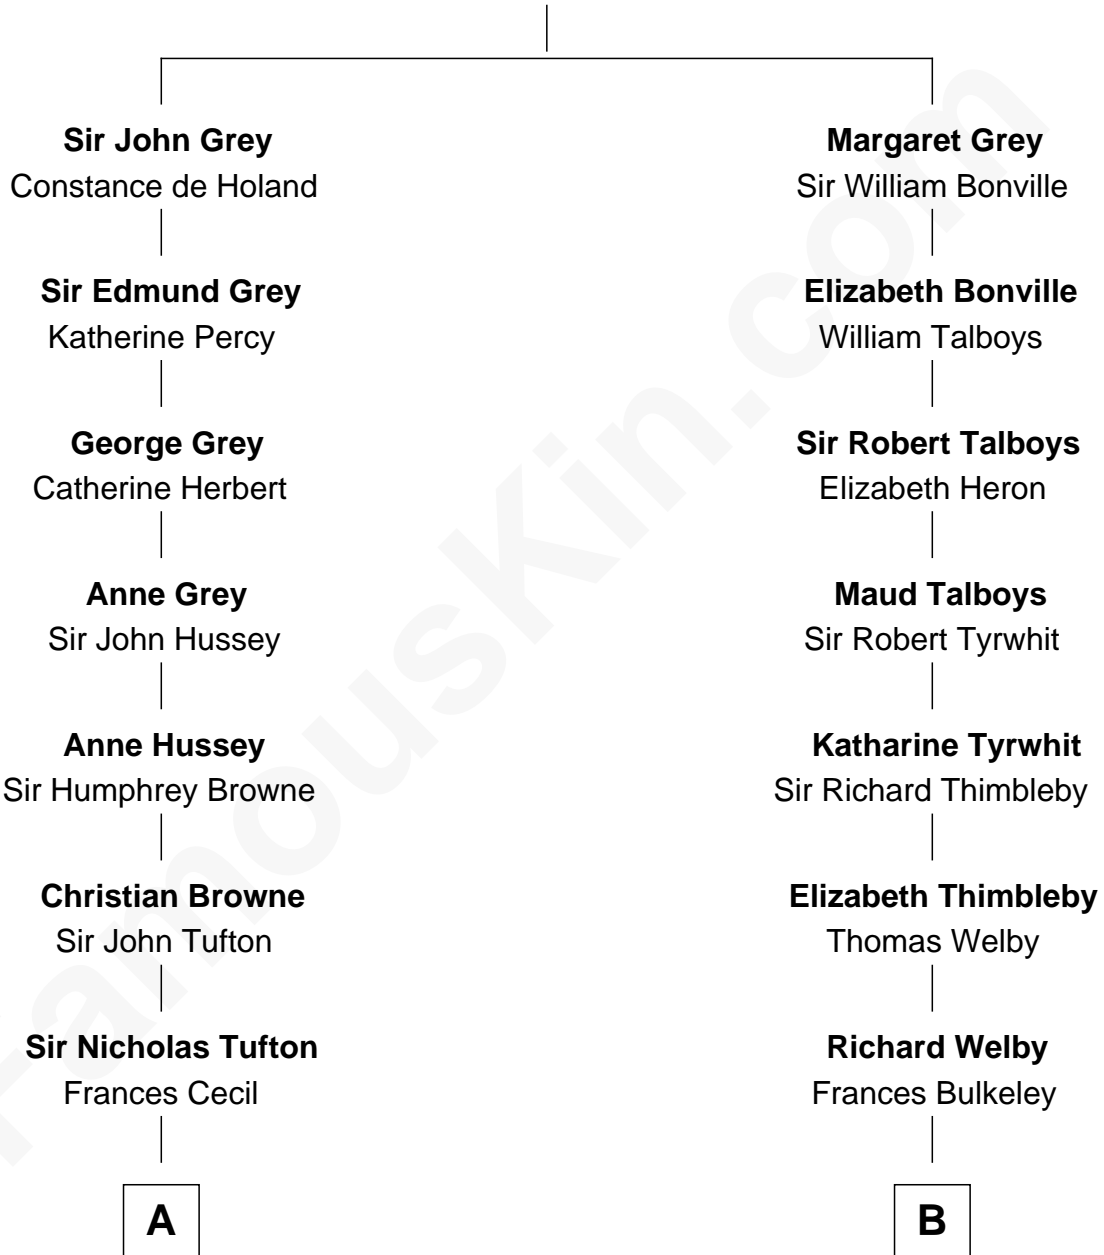 Sir John Grey
Constance de Holand
Sir Edmund Grey
Katherine Percy
George Grey
Catherine Herbert
Anne Grey
Sir John Hussey
Anne Hussey
Sir Humphrey Browne
Christian Browne
Sir John Tufton
Sir Nicholas Tufton
Frances Cecil
A
Margaret Grey
Sir William Bonville
Elizabeth Bonville
William Talboys
Sir Robert Talboys
Elizabeth Heron
Maud Talboys
Sir Robert Tyrwhit
Katharine Tyrwhit
Sir Richard Thimbleby
Elizabeth Thimbleby
Thomas Welby
Richard Welby
Frances Bulkeley
B
FamousKin.com